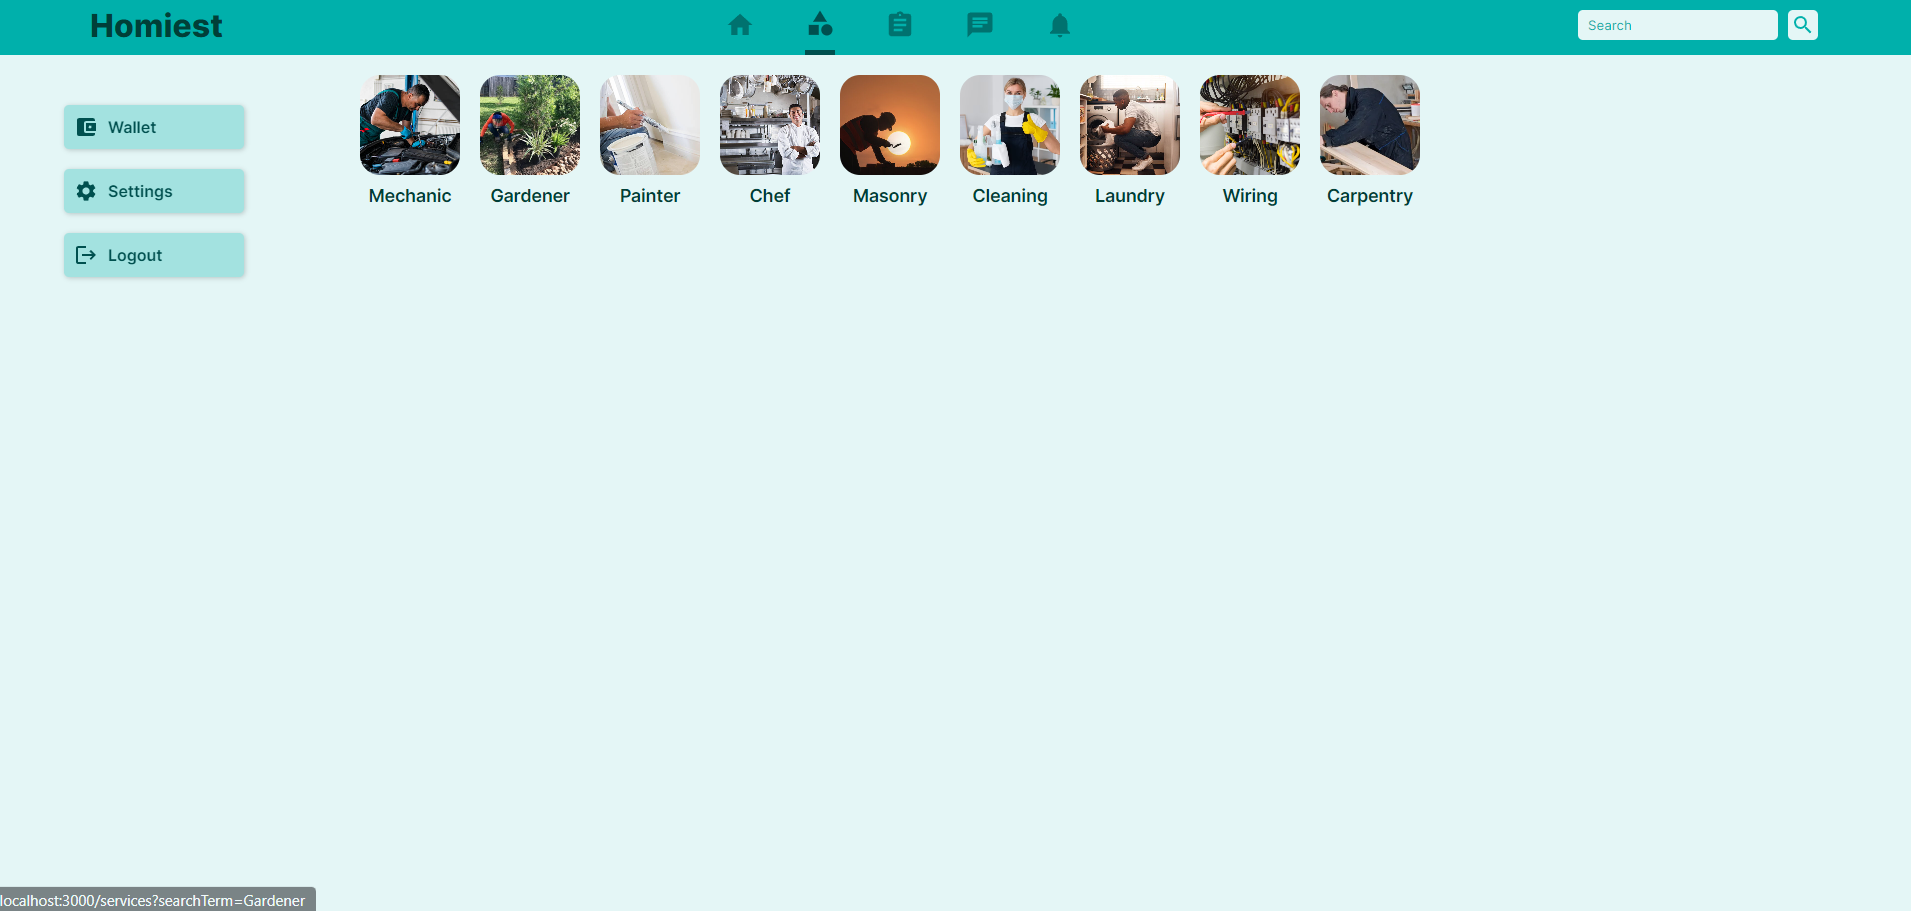 Homiest
Search
Wallet
Settings
Logout
Mechanic
Gardener
Painter
Chef
Masonry
Cleaning
Laundry
Wiring
Carpentry
localhost:3000/services?searchTerm=Gardener